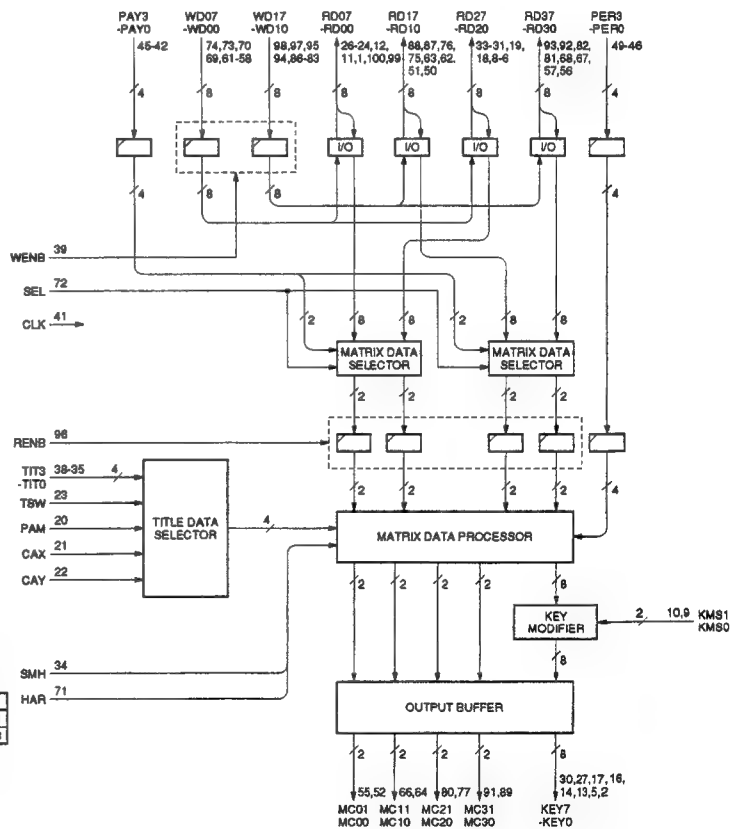 PAY3 WD07 WD17 RD07 RD17 RD27 RD37 PER3
-PAY0 -WD00 -WD10 -RD00 -RD10 -RD20 -RD30 -PER0
45-42 74,73,70 98,97,95 26-24,12, 88,87,76, 33-31,19, 93,92,82, 49-46
69,61-58 94,86-83 11,1,100,99 75,63,62, 18,8-6 81,68,67,
51,50 57,56
4 8 8 8 8 8 8 4
I/O I/O I/O I/O
4 8 8 4
WENB 39
SEL 72
CLK 41
2 8 8 2 8 8
MATRIX DATA MATRIX DATA
SELECTOR SELECTOR
2 2 2 2
RENB 96
TIT3 38-35 4
-TIT0
2 2 2 2 4
TSW 23
PAM 20
TITLE DATA 4
SELECTOR
MATRIX DATA PROCESSOR
CAX 21
CAY 22
2 2 2 2 8
KEY
MODIFIER
2 10,9 KMS1
KMS0
8
SMH 34
HAR 71
OUTPUT BUFFER
2 2 2 2 8
55,52 66,64 80,77 91,89 30,27,17,16,
14,13,5,2
MC01 MC11 MC21 MC31 KEY7
MC00 MC10 MC20 MC30 -KEY0